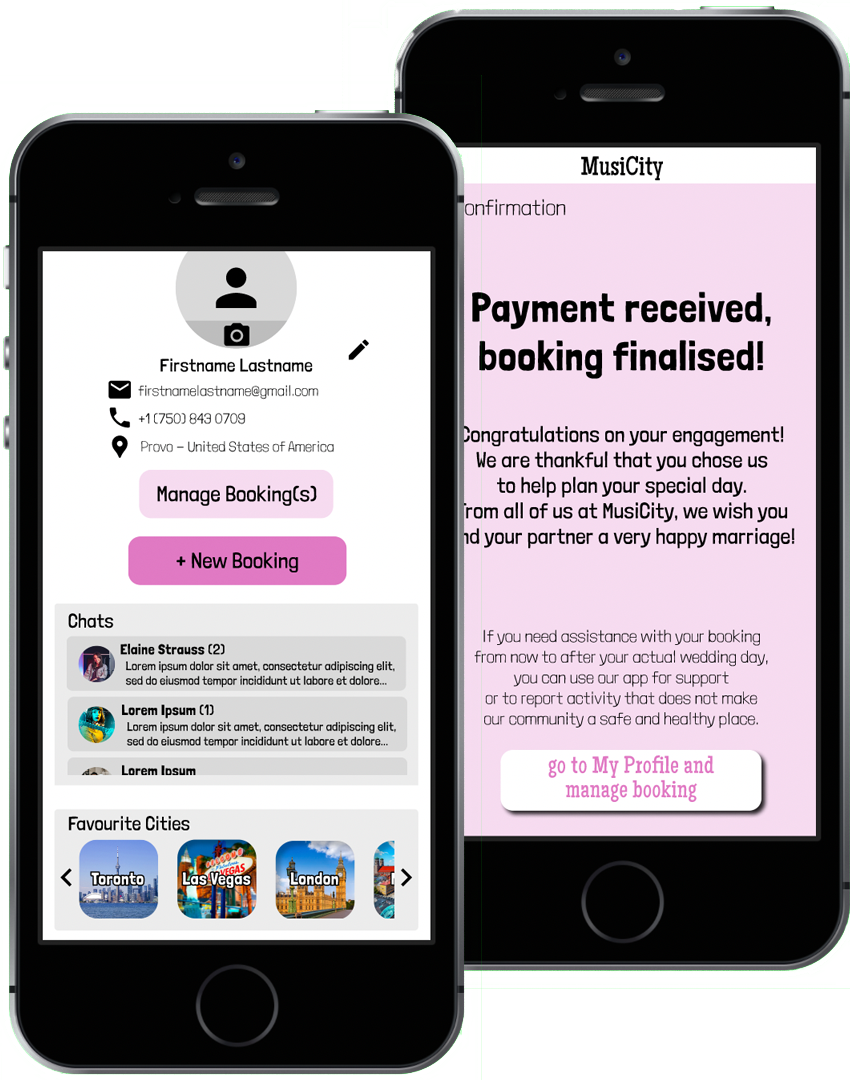 Firstname Lastname
firstnamelastname@gmail.com
+1 (750) 843 0709
Provo - United States of America
Manage Booking(s)
+ New Booking
Chats
Elaine Strauss (2)
Lorem ipsum dolor sit amet, consectetur adipiscing elit,
sed do eiusmod tempor incididunt ut labore et dolore...
Lorem Ipsum (1)
Lorem ipsum dolor sit amet, consectetur adipiscing elit,
sed do eiusmod tempor incididunt ut labore et dolore...
Lorem Ipsum
Favourite Cities
Toronto
Las Vegas
London
MusiCity
onfirmation
Payment received,
booking finalised!
Congratulations on your engagement!
We are thankful that you chose us
to help plan your special day.
From all of us at MusiCity, we wish you
nd your partner a very happy marriage!
If you need assistance with your booking
from now to after your actual wedding day,
you can use our app for support
or to report activity that does not make
our community a safe and healthy place.
go to My Profile and
manage booking